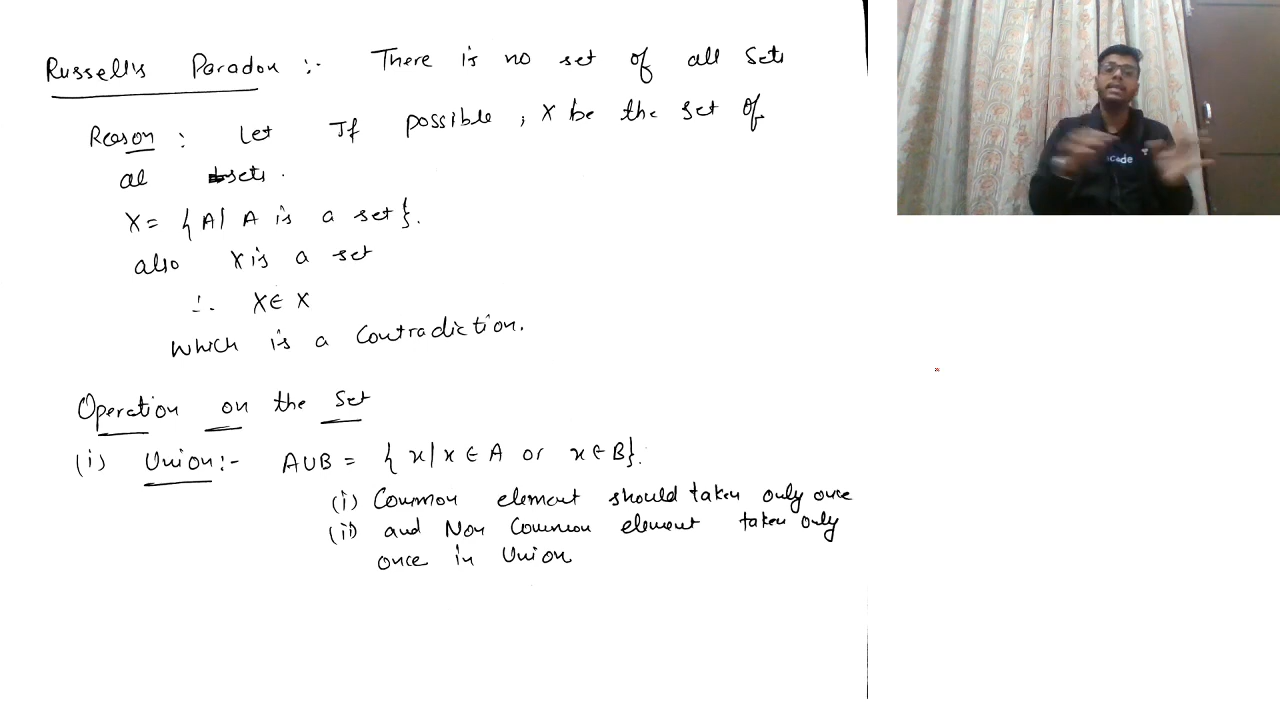 Russell's Paradox :- There is no set of all sets
Reason : Let If possible, X be the set of
all sets.
X = { A | A is a set }.
also X is a set
∴ X ∈ X
which is a Contradiction.
Operation on the set
(i) Union:- A∪B = { x | x ∈ A or x ∈ B }.
(i) Common element should taken only once
(ii) and Non Common element taken only
once in Union